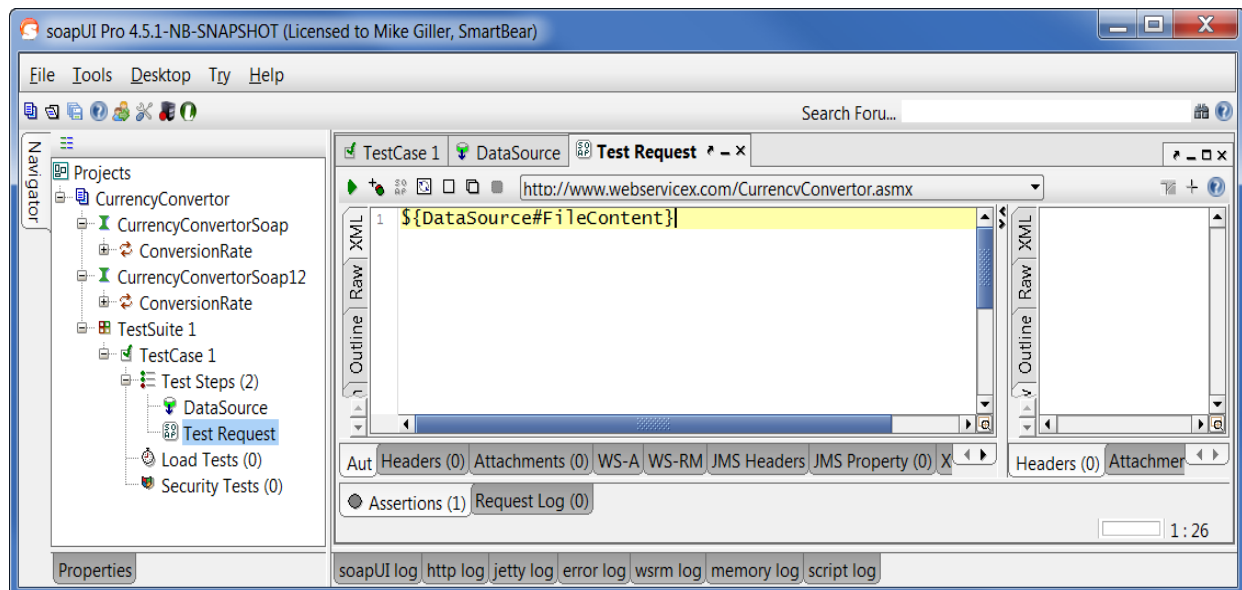 soapUI Pro 4.5.1-NB-SNAPSHOT (Licensed to Mike Giller, SmartBear)
File Tools Desktop Try Help
Search Foru...
Navigator
Projects
CurrencyConvertor
CurrencyConvertorSoap
ConversionRate
CurrencyConvertorSoap12
ConversionRate
TestSuite 1
TestCase 1
Test Steps (2)
DataSource
Test Request
Load Tests (0)
Security Tests (0)
Properties
TestCase 1 DataSource Test Request
http://www.webservicex.com/CurrencyConvertor.asmx
XML
Raw
Outline
1 ${DataSource#FileContent}
XML
Raw
Outline
Aut Headers (0) Attachments (0) WS-A WS-RM JMS Headers JMS Property (0) X
Headers (0) Attachmer
Assertions (1) Request Log (0)
1 : 26
soapUI log http log jetty log error log wsrm log memory log script log